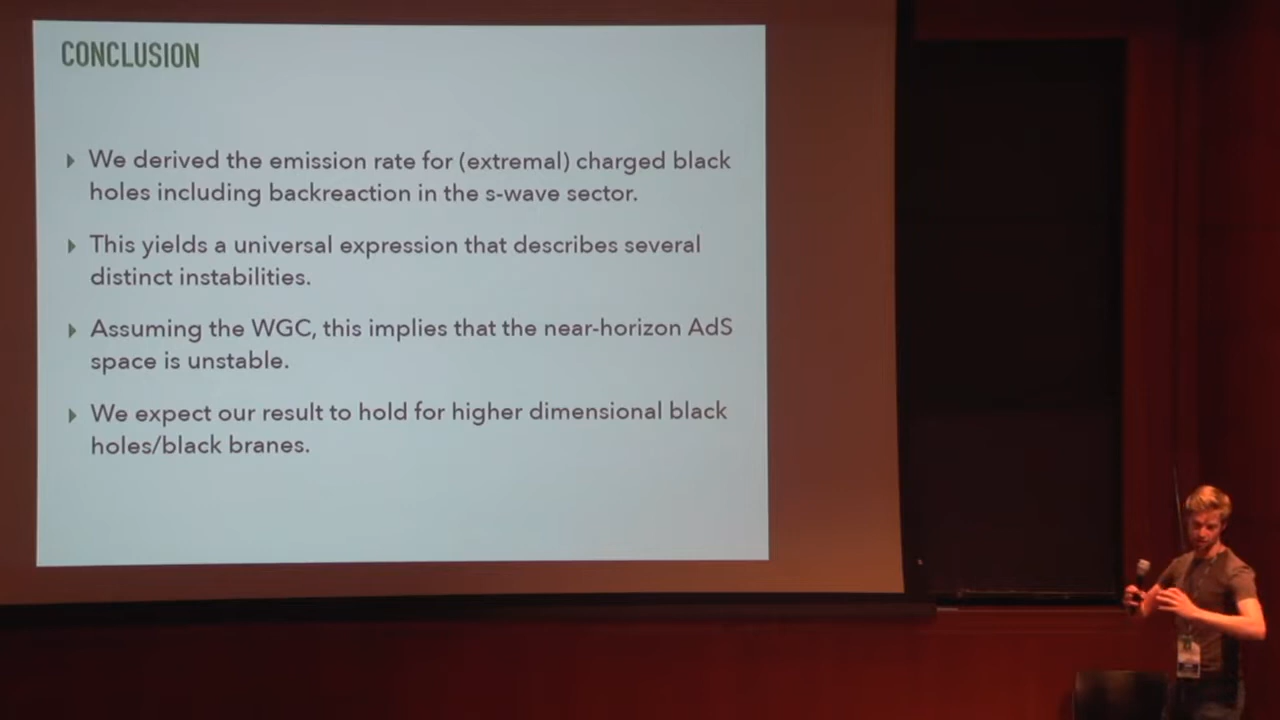 CONCLUSION
We derived the emission rate for (extremal) charged black
holes including backreaction in the s-wave sector.
This yields a universal expression that describes several
distinct instabilities.
Assuming the WGC, this implies that the near-horizon AdS
space is unstable.
We expect our result to hold for higher dimensional black
holes/black branes.